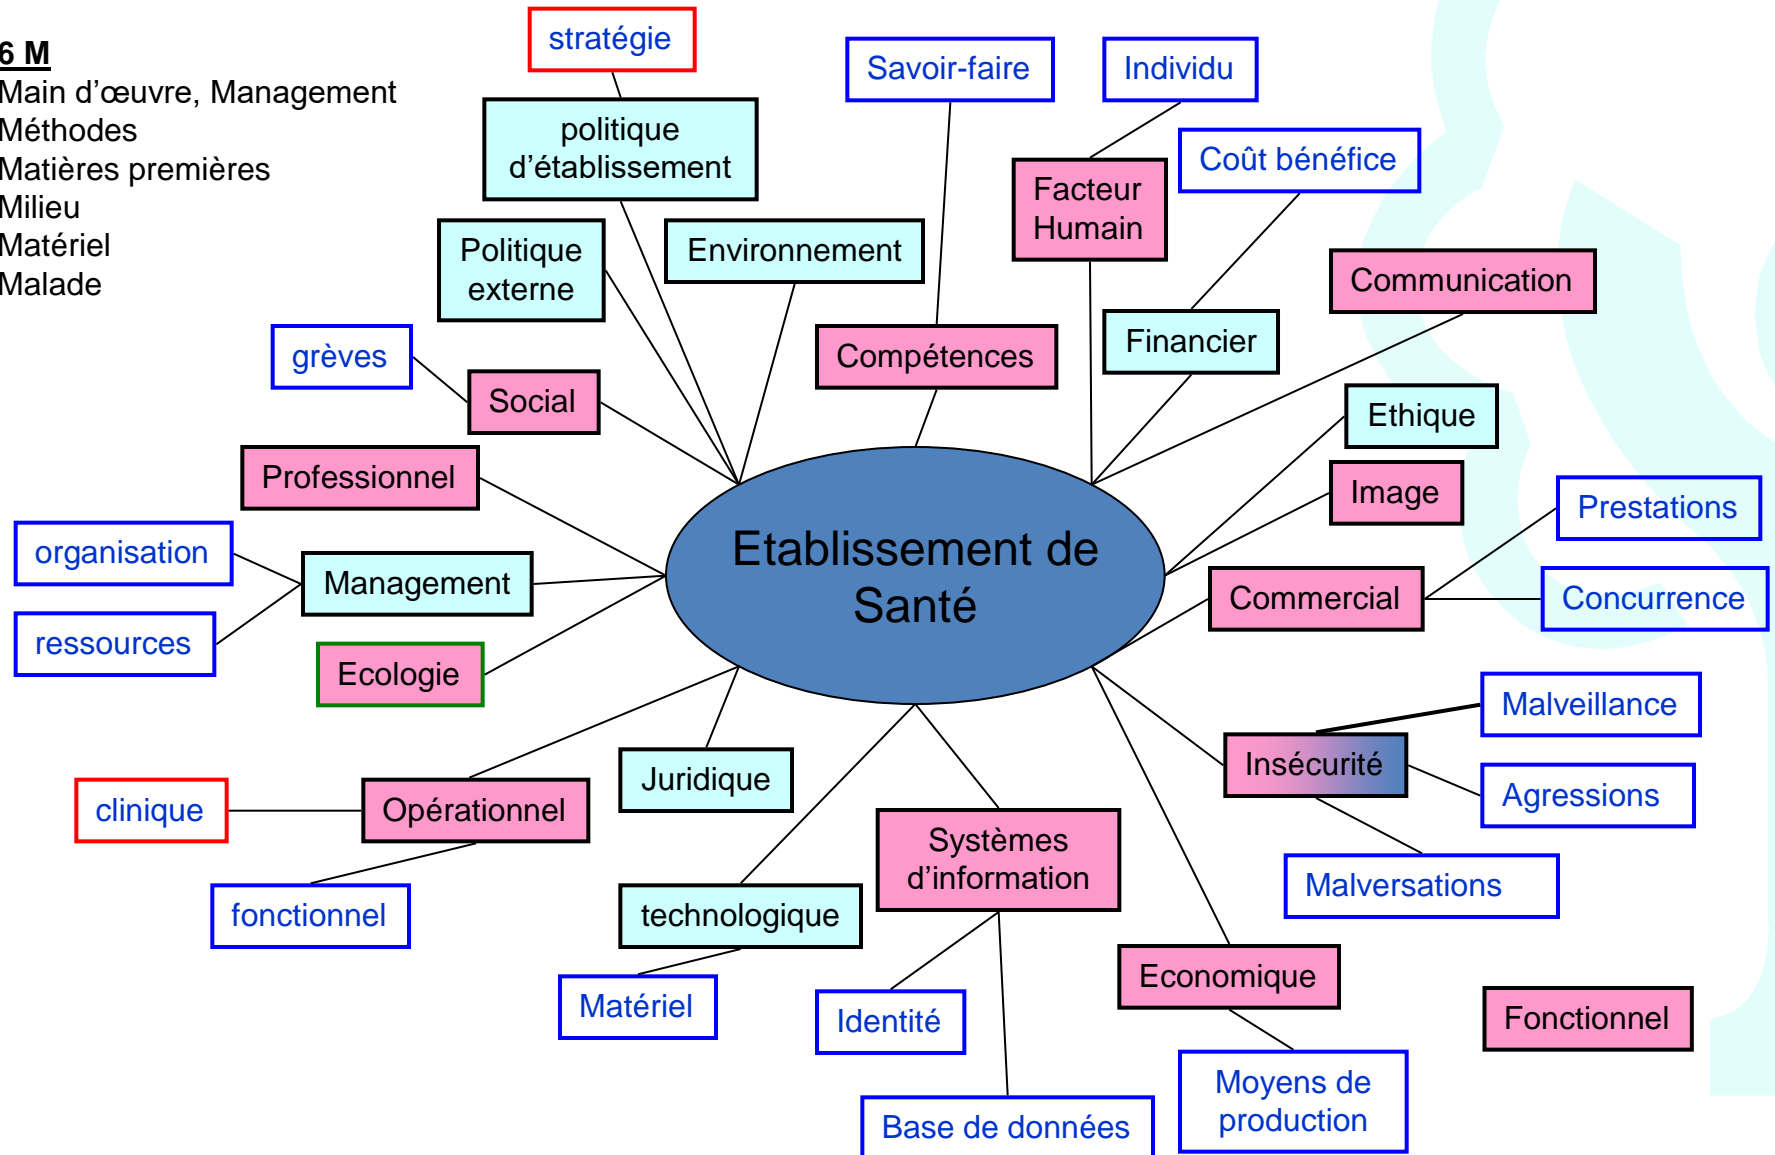 6 M
Main d'œuvre, Management
Méthodes
Matières premières
Milieu
Matériel
Malade
stratégie
politique
d'établissement
Politique
externe
Environnement
Savoir-faire
Individu
Coût bénéfice
Facteur
Humain
Communication
Compétences
Financier
grèves
Social
Ethique
Professionnel
Image
Prestations
organisation
Management
Etablissement de
Santé
Commercial
Concurrence
ressources
Ecologie
Malveillance
Insécurité
Juridique
Agressions
clinique
Opérationnel
Systèmes
d'information
Malversations
fonctionnel
technologique
Economique
Matériel
Identité
Fonctionnel
Moyens de
production
Base de données